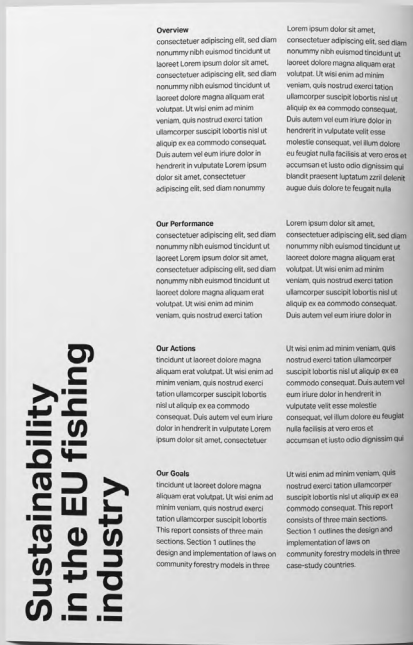 Sustainability
in the EU fishing
industry
Overview
consectetuer adipiscing elit, sed diam
nonummy nibh euismod tincidunt ut
laoreet Lorem ipsum dolor sit amet,
consectetuer adipiscing elit, sed diam
nonummy nibh euismod tincidunt ut
laoreet dolore magna aliquam erat
volutpat. Ut wisi enim ad minim
veniam, quis nostrud exerci tation
ullamcorper suscipit lobortis nisl ut
aliquip ex ea commodo consequat.
Duis autem vel eum iriure dolor in
hendrerit in vulputate Lorem ipsum
dolor sit amet, consectetuer
adipiscing elit, sed diam nonummy
Lorem ipsum dolor sit amet,
consectetuer adipiscing elit, sed diam
nonummy nibh euismod tincidunt ut
laoreet dolore magna aliquam erat
volutpat. Ut wisi enim ad minim
veniam, quis nostrud exerci tation
ullamcorper suscipit lobortis nisl ut
aliquip ex ea commodo consequat.
Duis autem vel eum iriure dolor in
hendrerit in vulputate velit esse
molestie consequat, vel illum dolore
eu feugiat nulla facilisis at vero eros et
accumsan et iusto odio dignissim qui
blandit praesent luptatum zzril delenit
augue duis dolore te feugait nulla
Our Performance
consectetuer adipiscing elit, sed diam
nonummy nibh euismod tincidunt ut
laoreet Lorem ipsum dolor sit amet,
consectetuer adipiscing elit, sed diam
nonummy nibh euismod tincidunt ut
laoreet dolore magna aliquam erat
volutpat. Ut wisi enim ad minim
veniam, quis nostrud exerci tation
Lorem ipsum dolor sit amet,
consectetuer adipiscing elit, sed diam
nonummy nibh euismod tincidunt ut
laoreet dolore magna aliquam erat
volutpat. Ut wisi enim ad minim
veniam, quis nostrud exerci tation
ullamcorper suscipit lobortis nisl ut
aliquip ex ea commodo consequat.
Duis autem vel eum iriure dolor in
Our Actions
tincidunt ut laoreet dolore magna
aliquam erat volutpat. Ut wisi enim ad
minim veniam, quis nostrud exerci
tation ullamcorper suscipit lobortis
nisl ut aliquip ex ea commodo
consequat. Duis autem vel eum iriure
dolor in hendrerit in vulputate Lorem
ipsum dolor sit amet, consectetuer
Ut wisi enim ad minim veniam, quis
nostrud exerci tation ullamcorper
suscipit lobortis nisl ut aliquip ex ea
commodo consequat. Duis autem vel
eum iriure dolor in hendrerit in
vulputate velit esse molestie
consequat, vel illum dolore eu feugiat
nulla facilisis at vero eros et
accumsan et iusto odio dignissim qui
Our Goals
tincidunt ut laoreet dolore magna
aliquam erat volutpat. Ut wisi enim ad
minim veniam, quis nostrud exerci
tation ullamcorper suscipit lobortis
This report consists of three main
sections. Section 1 outlines the
design and implementation of laws on
community forestry models in three
Ut wisi enim ad minim veniam, quis
nostrud exerci tation ullamcorper
suscipit lobortis nisl ut aliquip ex ea
commodo consequat. This report
consists of three main sections.
Section 1 outlines the design and
implementation of laws on
community forestry models in three
case-study countries.